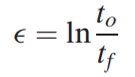 ϵ = ln t_o / t_f